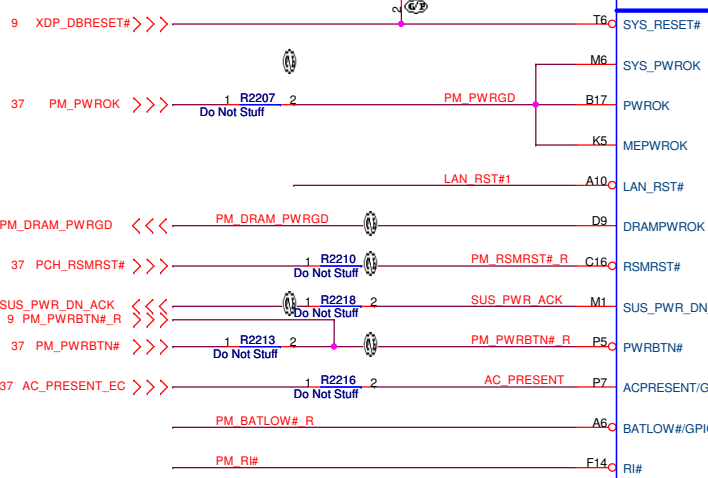 2 G/P
9 XDP_DBRESET# T6 SYS_RESET#
M6 SYS_PWROK
37 PM_PWROK 1 R2207 2 PM_PWRGD B17 PWROK
Do Not Stuff
K5 MEPWROK
LAN_RST#1 A10 LAN_RST#
PM_DRAM_PWRGD PM_DRAM_PWRGD D9 DRAMPWROK
37 PCH_RSMRST# 1 R2210 PM_RSMRST#_R C16 RSMRST#
Do Not Stuff
SUS_PWR_DN_ACK 1 R2218 2 SUS_PWR_ACK M1 SUS_PWR_DN_
Do Not Stuff
9 PM_PWRBTN#_R
37 PM_PWRBTN# 1 R2213 2 PM_PWRBTN#_R P5 PWRBTN#
Do Not Stuff
37 AC_PRESENT_EC 1 R2216 2 AC_PRESENT P7 ACPRESENT/G
Do Not Stuff
PM_BATLOW#_R A6 BATLOW#/GPI
PM_RI# F14 RI#